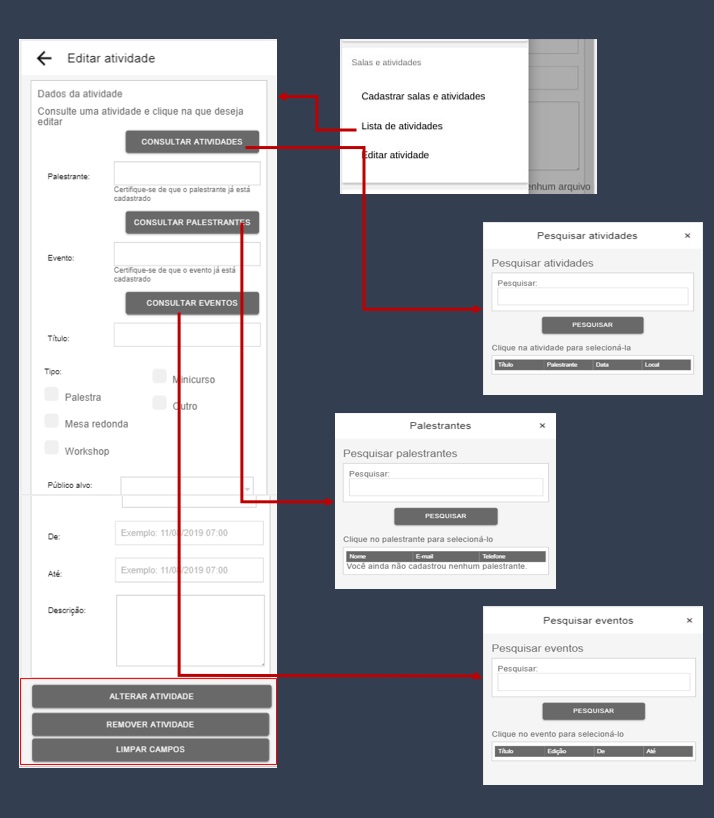 Editar atividade
Dados da atividade
Consulte uma atividade e clique na que deseja
editar
CONSULTAR ATIVIDADES
Palestrante:
Certifique-se de que o palestrante já está
cadastrado
CONSULTAR PALESTRANTES
Evento:
Certifique-se de que o evento já está
cadastrado
CONSULTAR EVENTOS
Título:
Tipo:
Minicurso
Palestra
Outro
Mesa redonda
Workshop
Público alvo:
De:
Exemplo: 11/08/2019 07:00
Até:
Exemplo: 11/08/2019 07:00
Descrição:
ALTERAR ATIVIDADE
REMOVER ATIVIDADE
LIMPAR CAMPOS
Salas e atividades
Cadastrar salas e atividades
Lista de atividades
Editar atividade
enhum arquivo
Pesquisar atividades ×
Pesquisar atividades
Pesquisar:
PESQUISAR
Clique na atividade para selecioná-la
Título Palestrante Data Local
Palestrantes ×
Pesquisar palestrantes
Pesquisar:
PESQUISAR
Clique no palestrante para selecioná-lo
Nome E-mail Telefone
Você ainda não cadastrou nenhum palestrante.
Pesquisar eventos ×
Pesquisar eventos
Pesquisar:
PESQUISAR
Clique no evento para selecioná-lo
Título Edição De Até